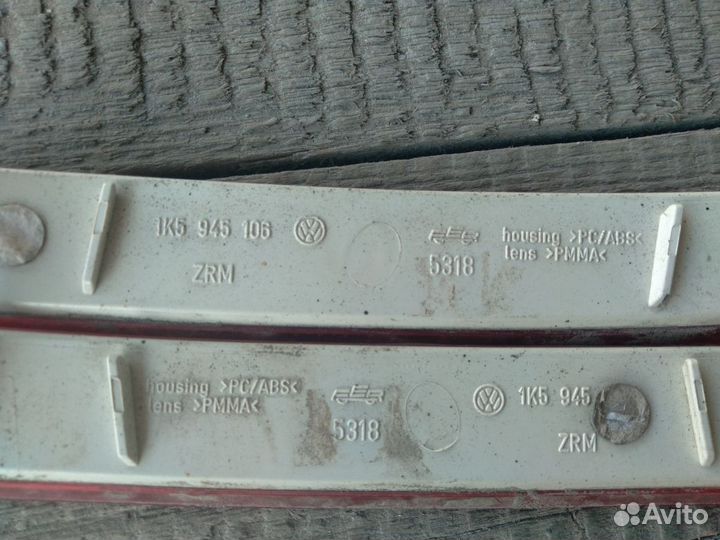 1K5 945 106
housing >PC/ABS<
lens >PMMA<
ZRM
5318
housing >PC/ABS<
lens >PMMA<
1K5 945
5318
ZRM
Avito